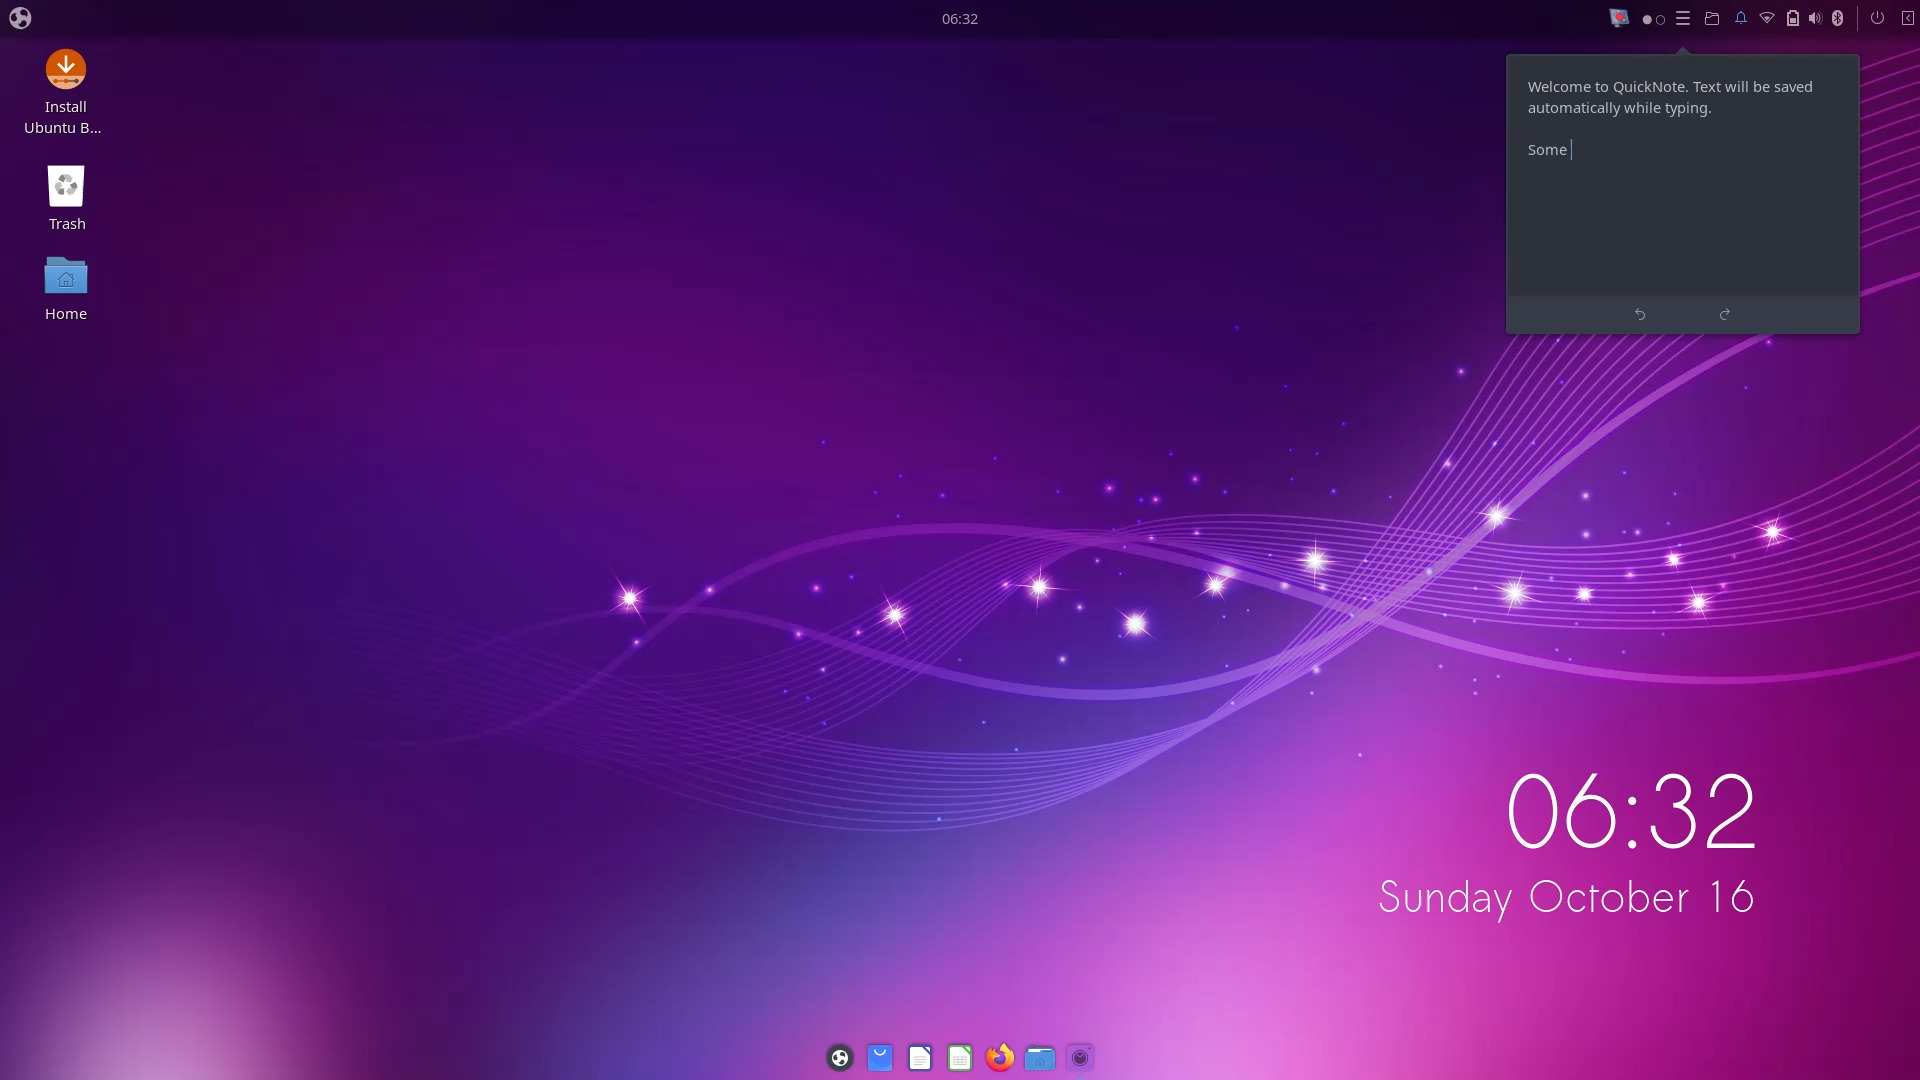 06:32
Install
Ubuntu B...
Trash
Home
Welcome to QuickNote. Text will be saved
automatically while typing.
Some
06:32
Sunday October 16